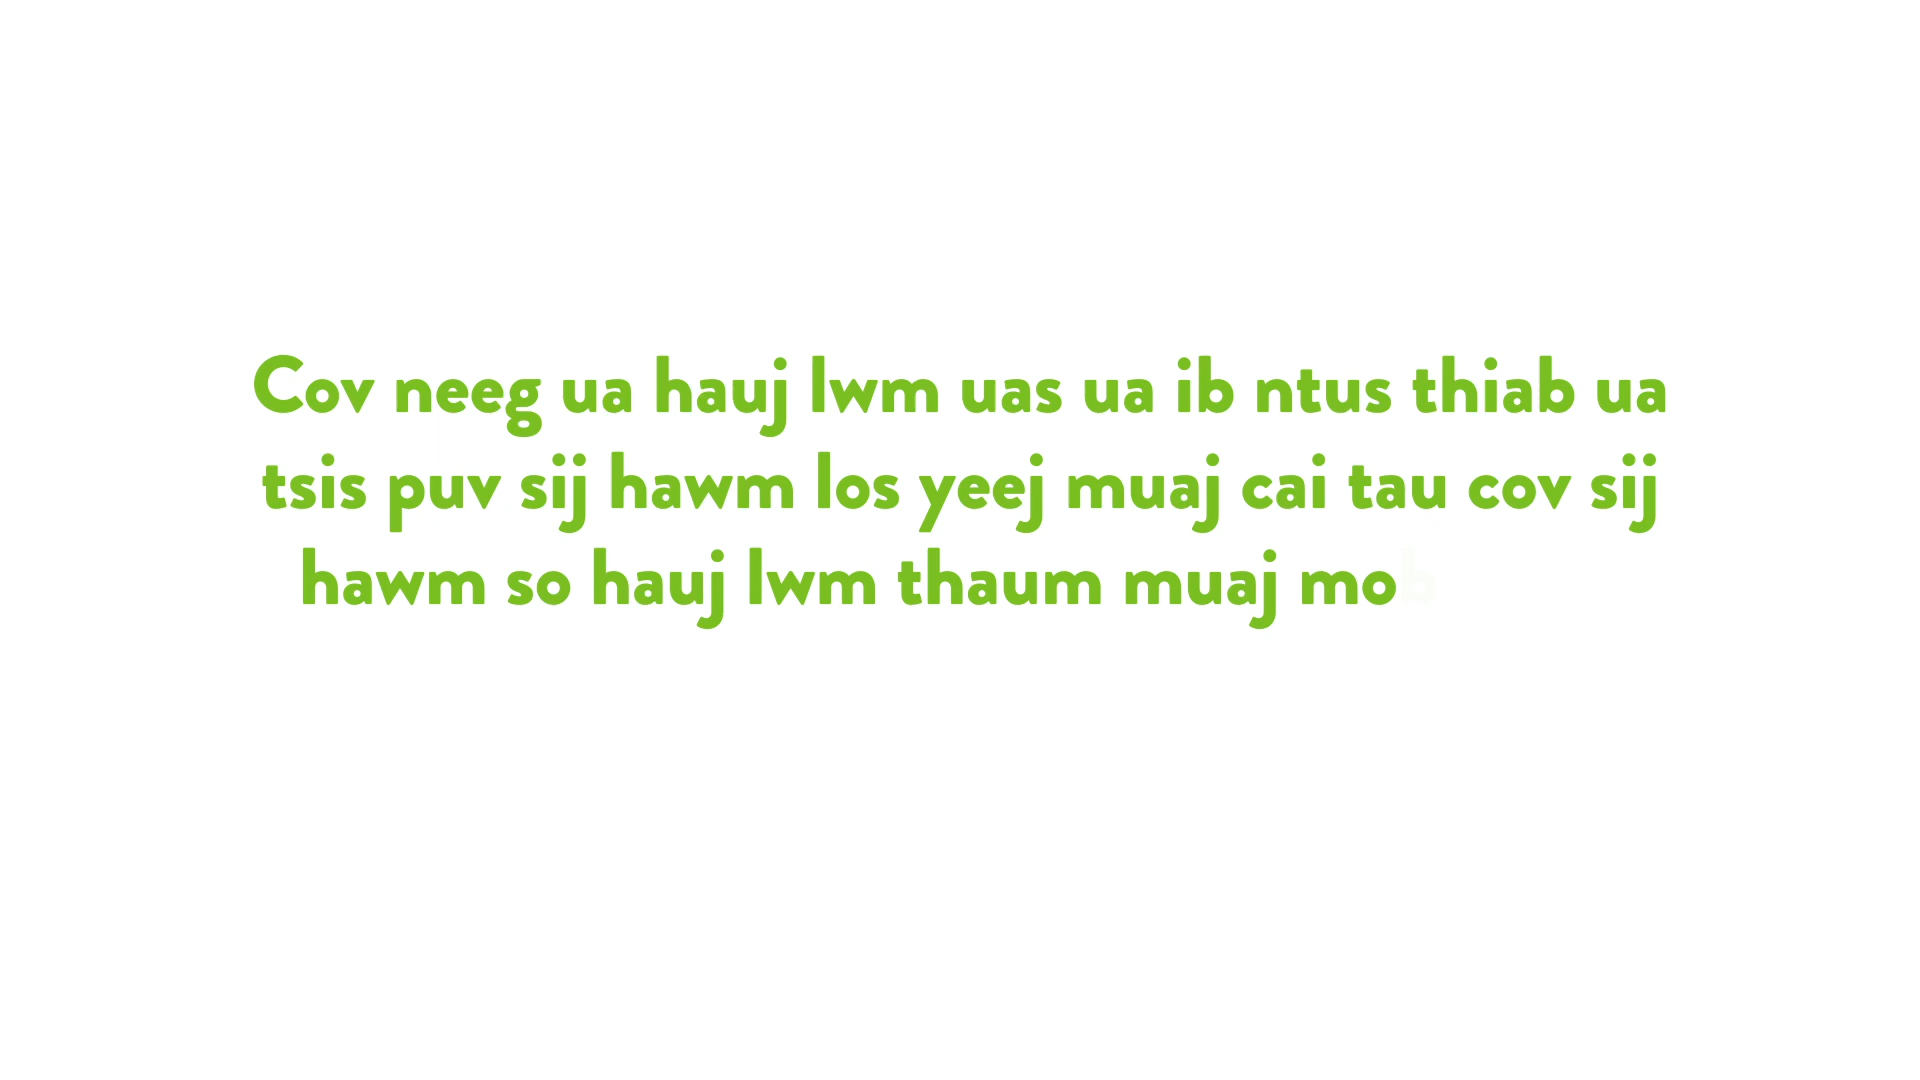 Cov neeg ua hauj lwm uas ua ib ntus thiab ua
tsis puv sij hawm los yeej muaj cai tau cov sij
hawm so hauj lwm thaum muaj mob